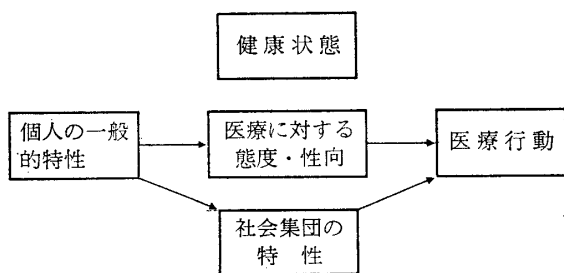 健康状態
個人の一般
的特性
医療に対する
態度・性向
医療行動
社会集団の
特性